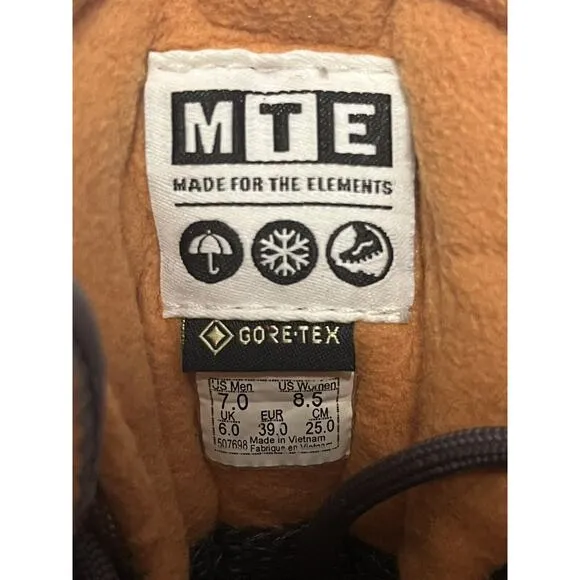 MTE
MADE FOR THE ELEMENTS
GORE-TEX
US Men US Women
7.0 8.5
UK EUR CM
6.0 39.0 25.0
507698 Made in Vietnam
Fabriqué en Vietnam